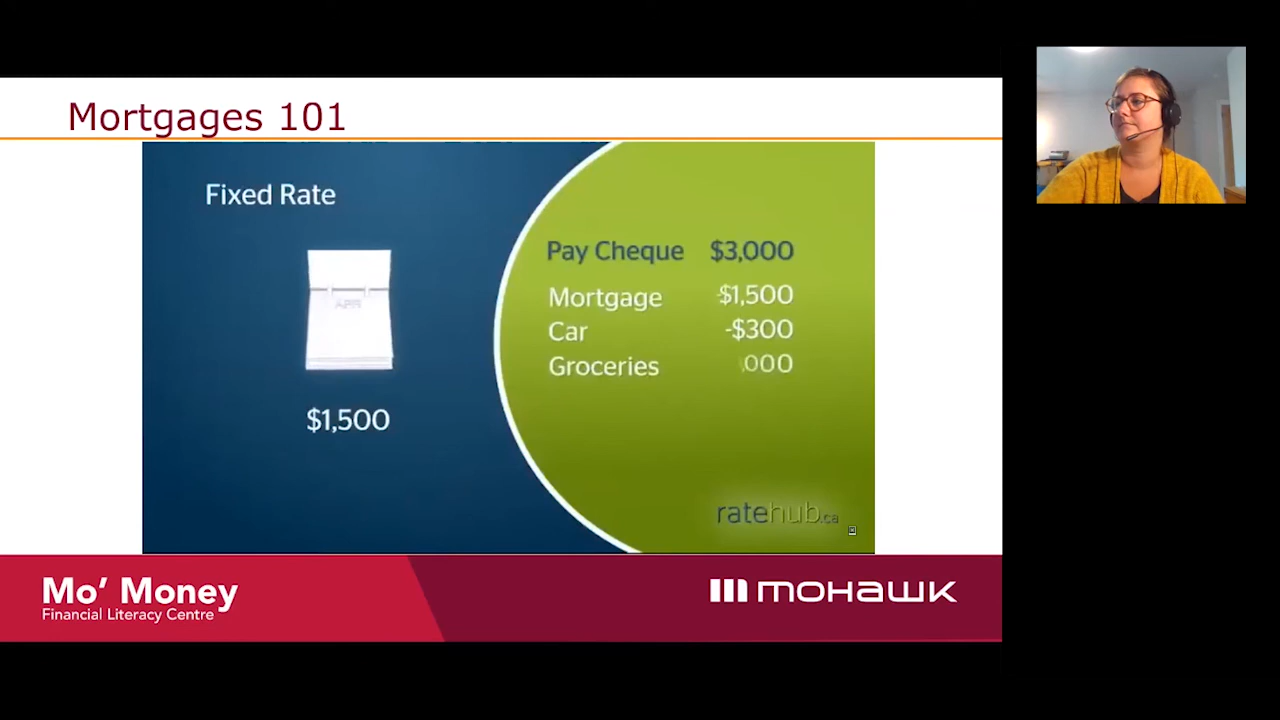 Mortgages 101
Fixed Rate
APR
$1,500
Pay Cheque $3,000
Mortgage -$1,500
Car -$300
Groceries
ratehub.ca
Mo' Money
Financial Literacy Centre
mohawk